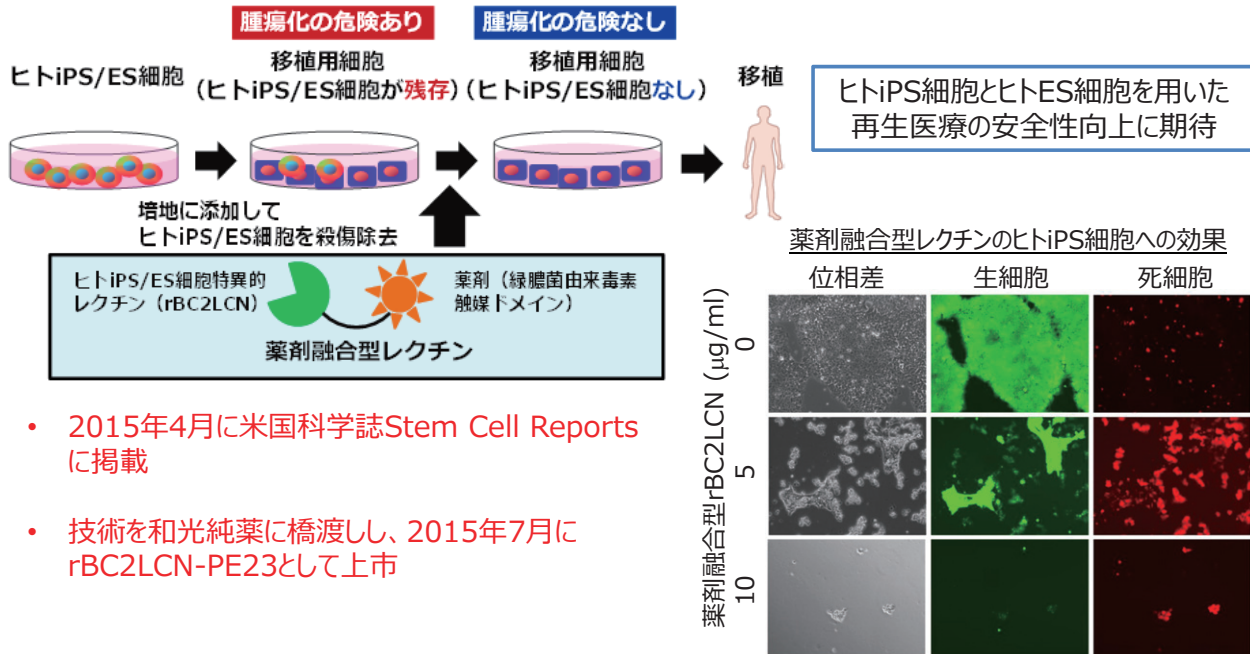 腫瘍化の危険あり
腫瘍化の危険なし
ヒトiPS/ES細胞
移植用細胞
(ヒトiPS/ES細胞が残存)
移植用細胞
(ヒトiPS/ES細胞なし)
移植
ヒトiPS細胞とヒトES細胞を用いた
再生医療の安全性向上に期待
培地に添加して
ヒトiPS/ES細胞を殺傷除去
ヒトiPS/ES細胞特異的
レクチン（rBC2LCN）
薬剤（緑膿菌由来毒素
触媒ドメイン）
薬剤融合型レクチン
• 2015年4月に米国科学誌Stem Cell Reports
に掲載
• 技術を和光純薬に橋渡しし、2015年7月に
rBC2LCN-PE23として上市
薬剤融合型レクチンのヒトiPS細胞への効果
位相差
生細胞
死細胞
薬剤融合型rBC2LCN（μg/ml）
0
5
10